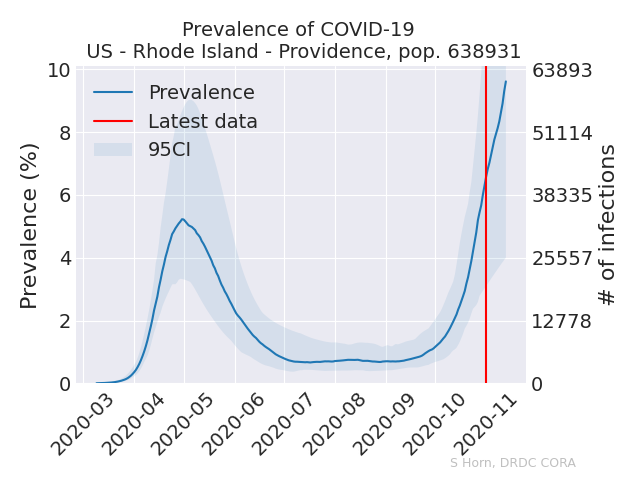 Prevalence of COVID-19
US - Rhode Island - Providence, pop. 638931
Prevalence
Latest data
95CI
Prevalence (%)
10
8
6
4
2
0
63893
51114
38335
25557
12778
0
# of infections
2020-03
2020-04
2020-05
2020-06
2020-07
2020-08
2020-09
2020-10
2020-11
S Horn, DRDC CORA